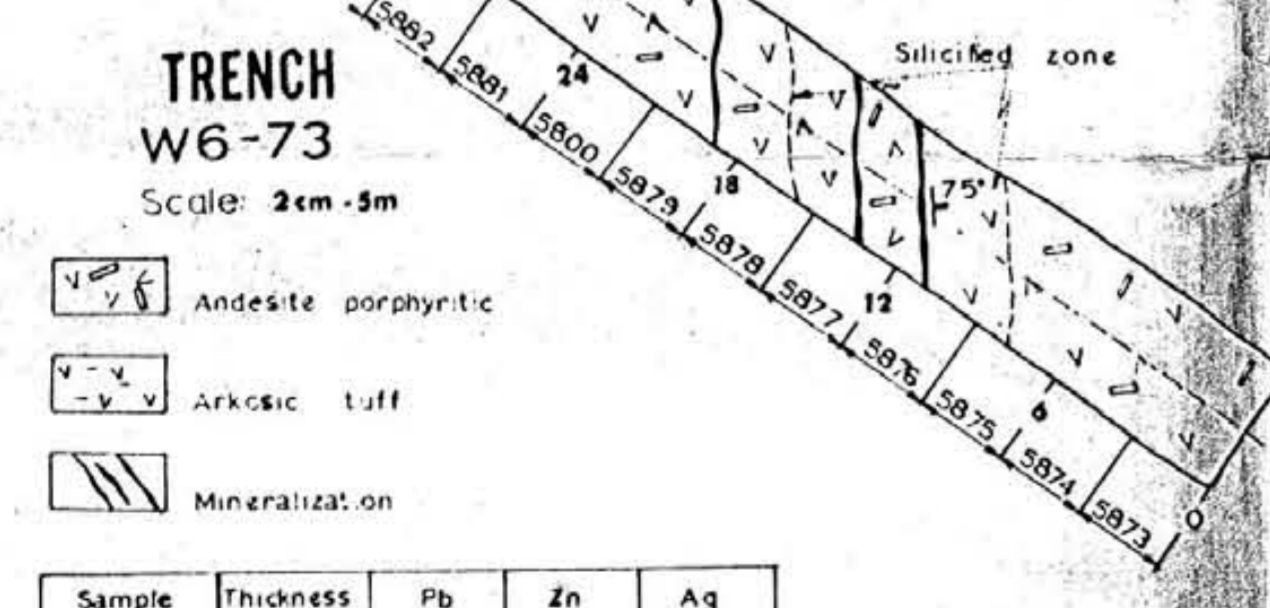 5882
5881
5800
5879
5878
5877
5876
5875
5874
5873
24
18
12
6
0
Silicified zone
75°
TRENCH
W6-73
Scale: 2cm - 5m
Andesite porphyritic
Arkosic tuff
Mineralization
Sample Thickness Pb Zn Ag